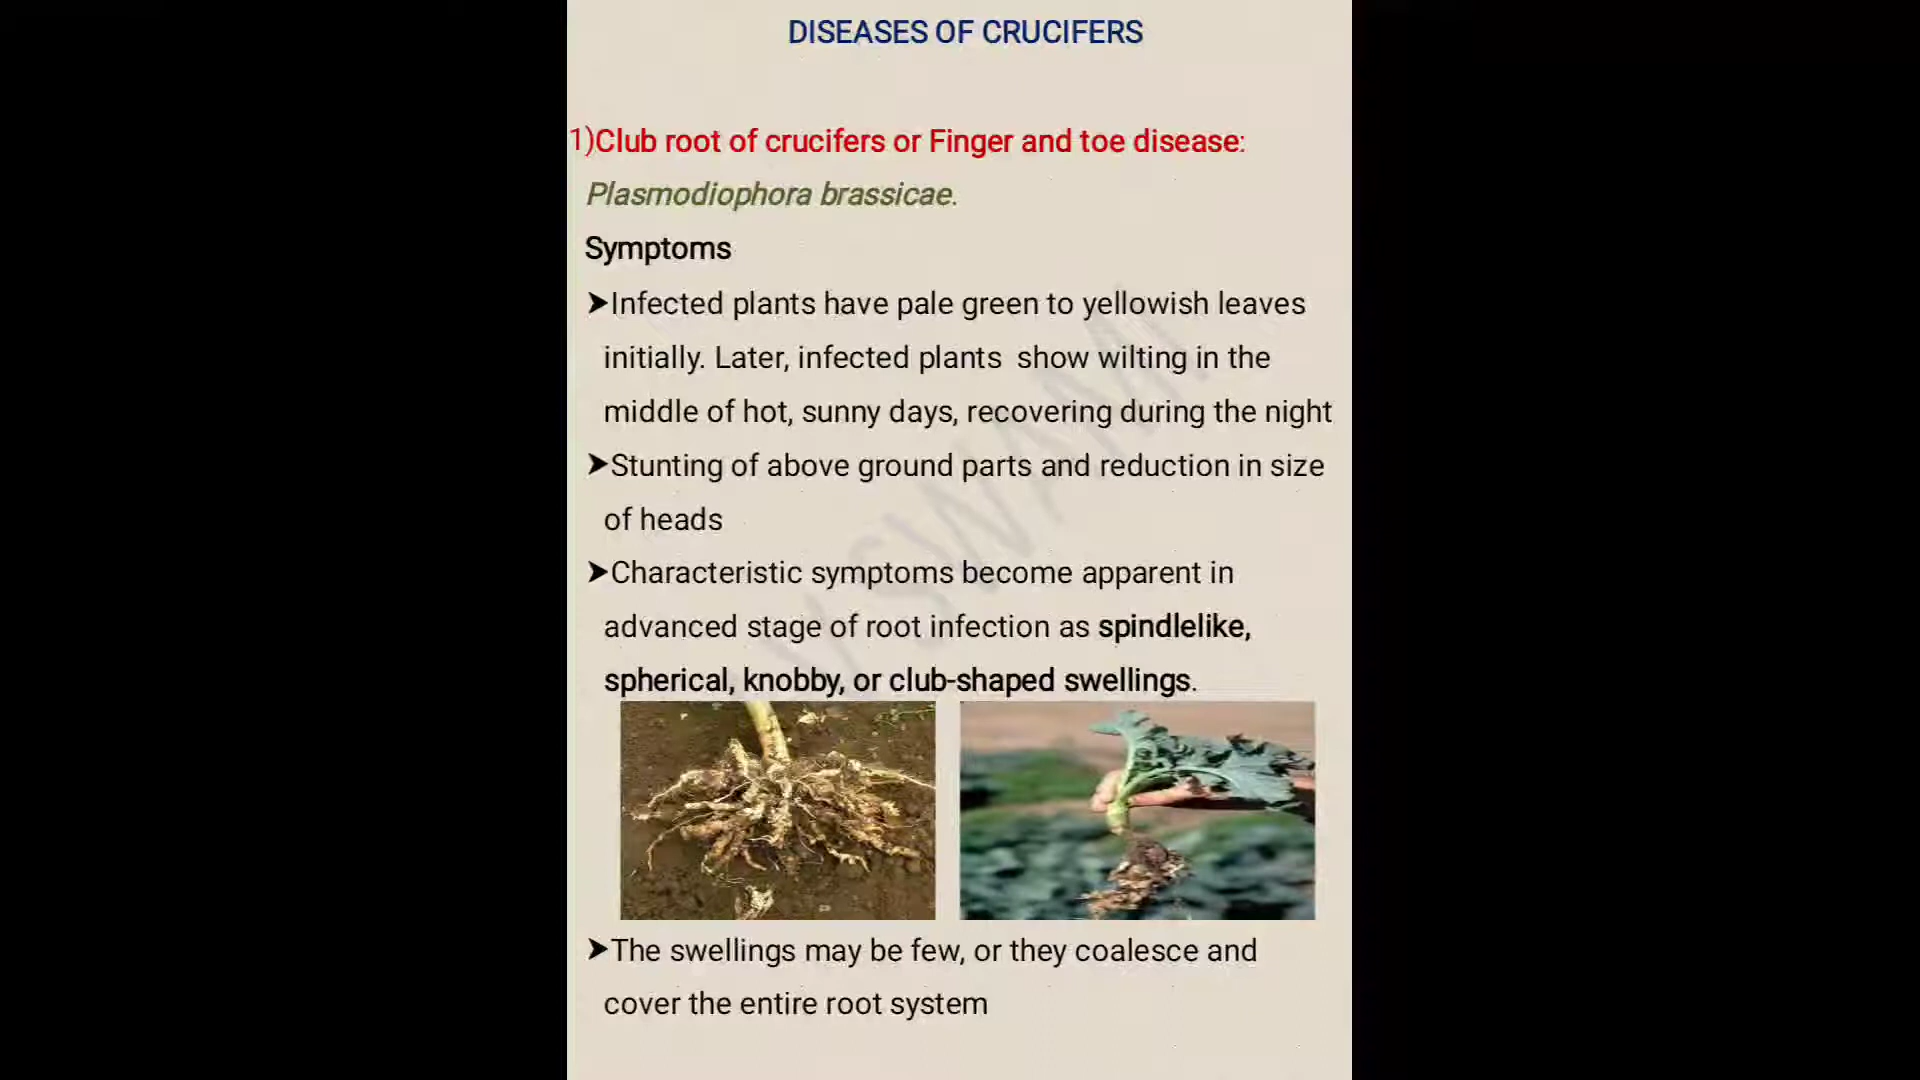 DISEASES OF CRUCIFERS
1)Club root of crucifers or Finger and toe disease:
Plasmodiophora brassicae.
Symptoms
➤Infected plants have pale green to yellowish leaves
initially. Later, infected plants show wilting in the
middle of hot, sunny days, recovering during the night
➤Stunting of above ground parts and reduction in size
of heads
➤Characteristic symptoms become apparent in
advanced stage of root infection as spindlelike,
spherical, knobby, or club-shaped swellings.
➤The swellings may be few, or they coalesce and
cover the entire root system
V SWAMI